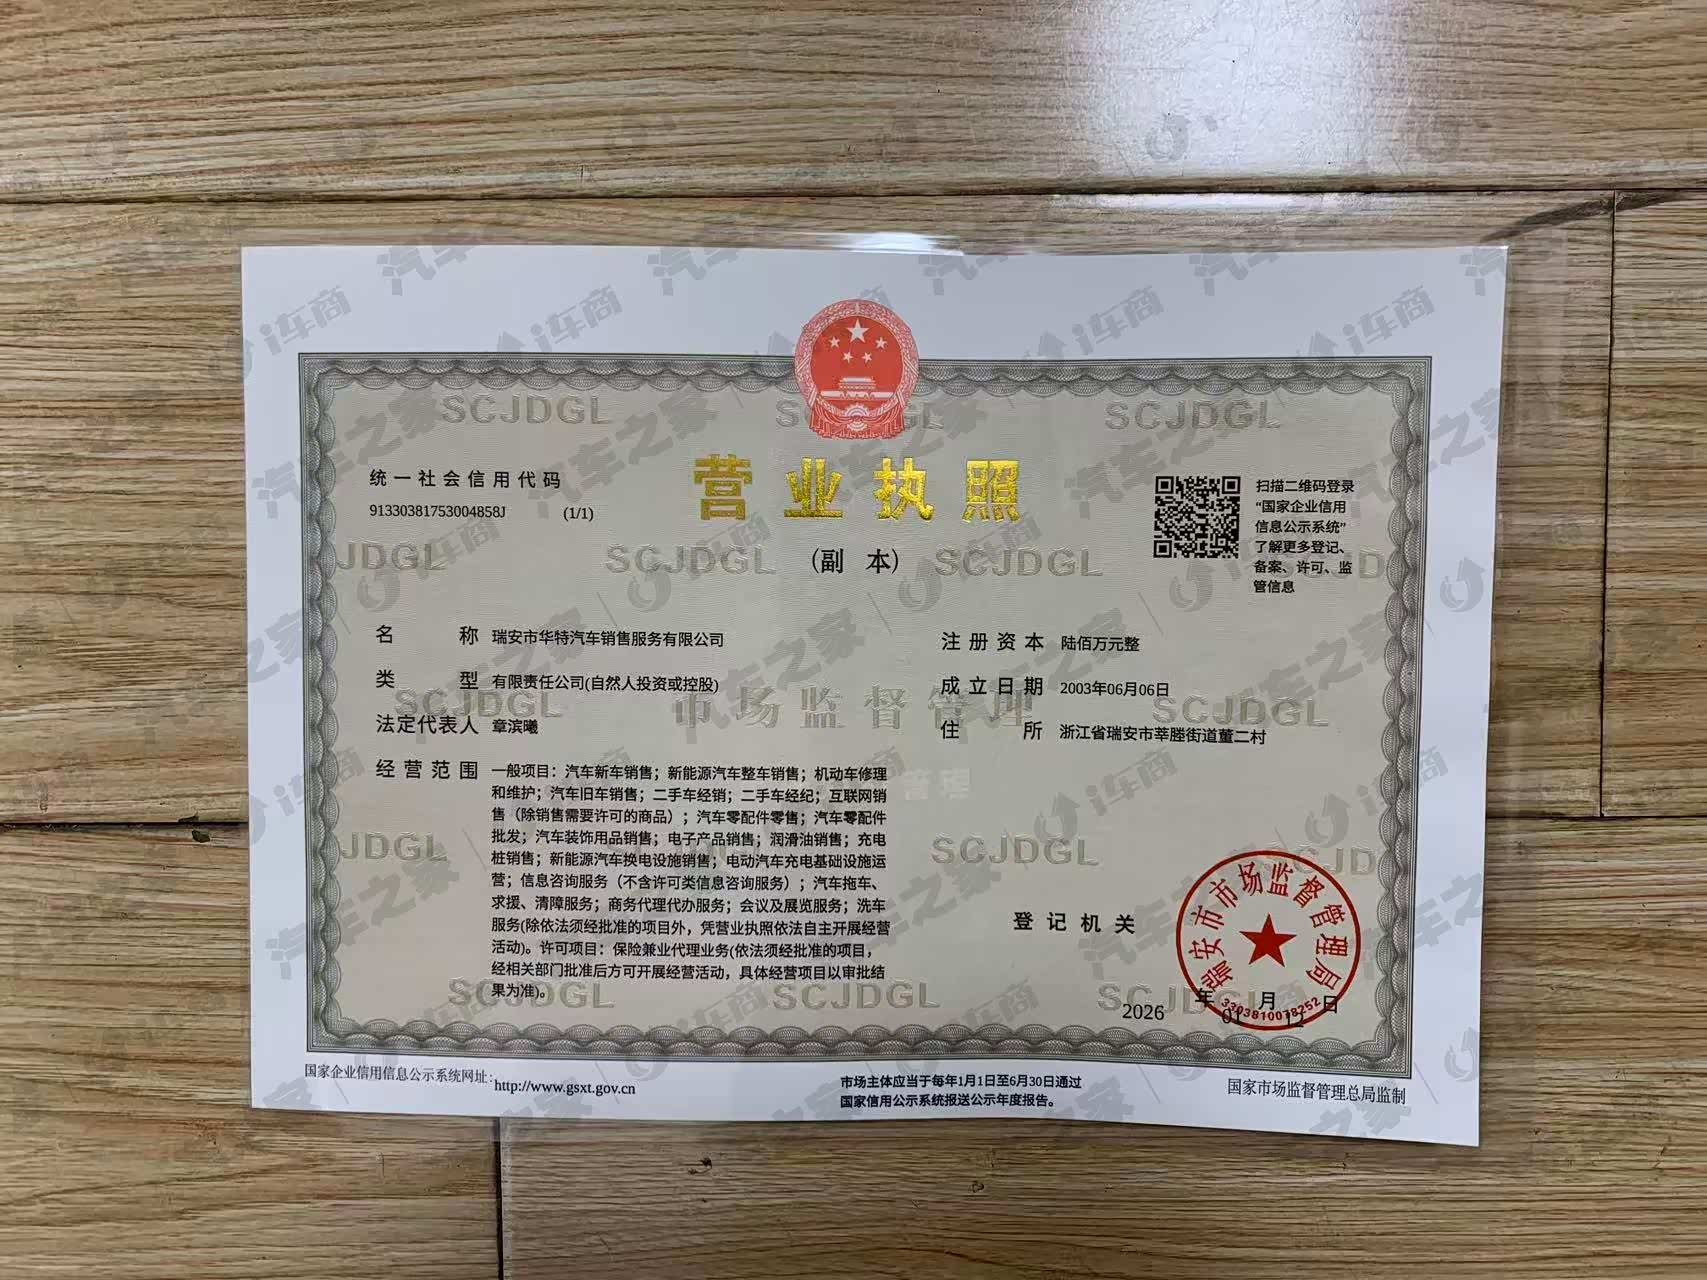 统一社会信用代码
913303817530048​58J (1/1)
营业执照
(副 本)
扫描二维码登录
“国家企业信用
信息公示系统”
了解更多登记、
备案、许可、监
管信息
名 称 瑞安市华特汽车销售服务有限公司
类 型 有限责任公司(自然人投资或控股)
法定代表人 章滨曦
经营范围 一般项目：汽车新车销售；新能源汽车整车销售；机动车修理
和维护；汽车旧车销售；二手车经销；二手车经纪；互联网销
售（除销售需要许可的商品）；汽车零配件零售；汽车零配件
批发；汽车装饰用品销售；电子产品销售；润滑油销售；充电
桩销售；新能源汽车换电设施销售；电动汽车充电基础设施运
营；信息咨询服务（不含许可类信息咨询服务）；汽车拖车、
求援、清障服务；商务代理代办服务；会议及展览服务；洗车
服务(除依法须经批准的项目外，凭营业执照依法自主开展经营
活动)。许可项目：保险兼业代理业务(依法须经批准的项目，
经相关部门批准后方可开展经营活动，具体经营项目以审批结
果为准)。
注册资本 陆佰万元整
成立日期 2003年06月06日
住 所 浙江省瑞安市莘塍街道董二村
登记机关
瑞安市市场监督管理局
3303810078252
2026 年 01 月 12 日
国家企业信用信息公示系统网址：http://www.gsxt.gov.cn
市场主体应当于每年1月1日至6月30日通过
国家信用公示系统报送公示年度报告。
国家市场监督管理总局监制
SCJDGL
市场监督管理
汽车之家 | i车商